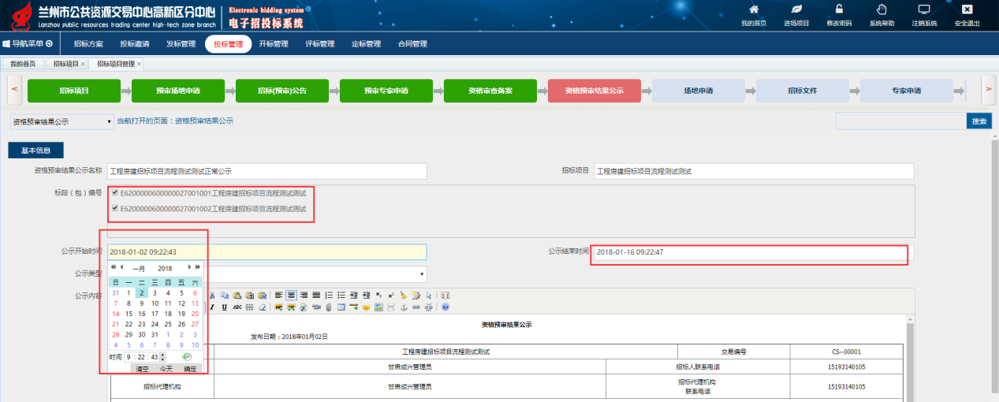 兰州市公共资源交易中心高新区分中心
Lanzhou public resources trading center high-tech zone branch
Electronic bidding system
电子招投标系统
我的首页 进场项目 修改密码 系统帮助 注销系统 安全退出
导航菜单 招标方案 投标邀请 发标管理 投标管理 开标管理 评标管理 定标管理 合同管理
我的首页 招标项目 × 招标项目管理 ×
< 招标项目 预审场地申请 招标(预审)公告 预审专家申请 资格审查备案 资格预审结果公示 场地申请 招标文件 专家申请 >
资格预审结果公示 当前打开的页面：资格预审结果公示 搜索
基本信息
资格预审结果公示名称 工程房建招标项目流程测试测试正常公示 招标项目 工程房建招标项目流程测试测试
标段（包）编号 E6200000600000027001001工程房建招标项目流程测试测试
E6200000600000027001002工程房建招标项目流程测试测试
公示开始时间 2018-01-02 09:22:43 公示结束时间 2018-01-16 09:22:47
公示类型
一月 2018
日 一 二 三 四 五 六
31 1 2 3 4 5 6
7 8 9 10 11 12 13
14 15 16 17 18 19 20
21 22 23 24 25 26 27
28 29 30 31 1 2 3
4 5 6 7 8 9 10
时间 9 : 22 : 43
清空 今天 确定
公示内容
资格预审结果公示
发布日期：2018年01月02日
工程房建招标项目流程测试测试 交易编号 CS--00001
甘肃成兴管理员 招标人联系电话 15193140105
招标代理机构 甘肃成兴管理员 招标代理机构
联系电话 15193140105